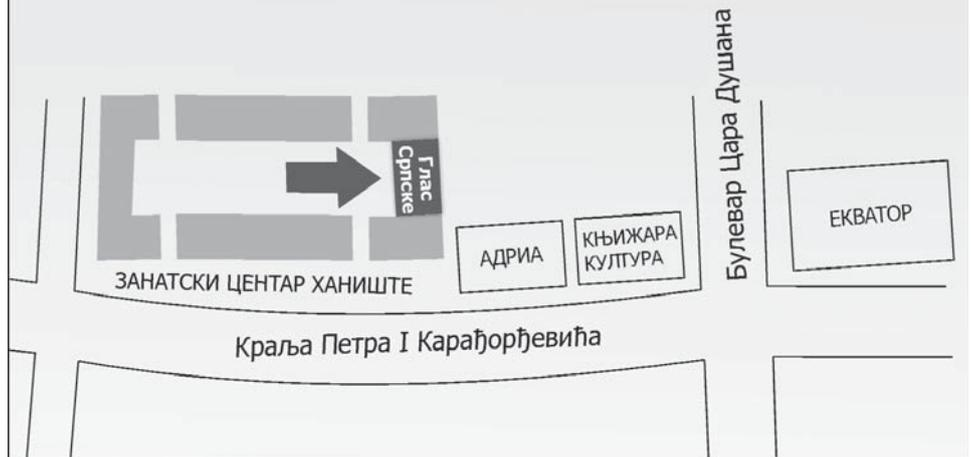 Булевар Цара Душана
Глас
Српске
ЕКВАТОР
АДРИА
КЊИЖАРА
КУЛТУРА
ЗАНАТСКИ ЦЕНТАР ХАНИШТЕ
Краља Петра I Карађорђевића